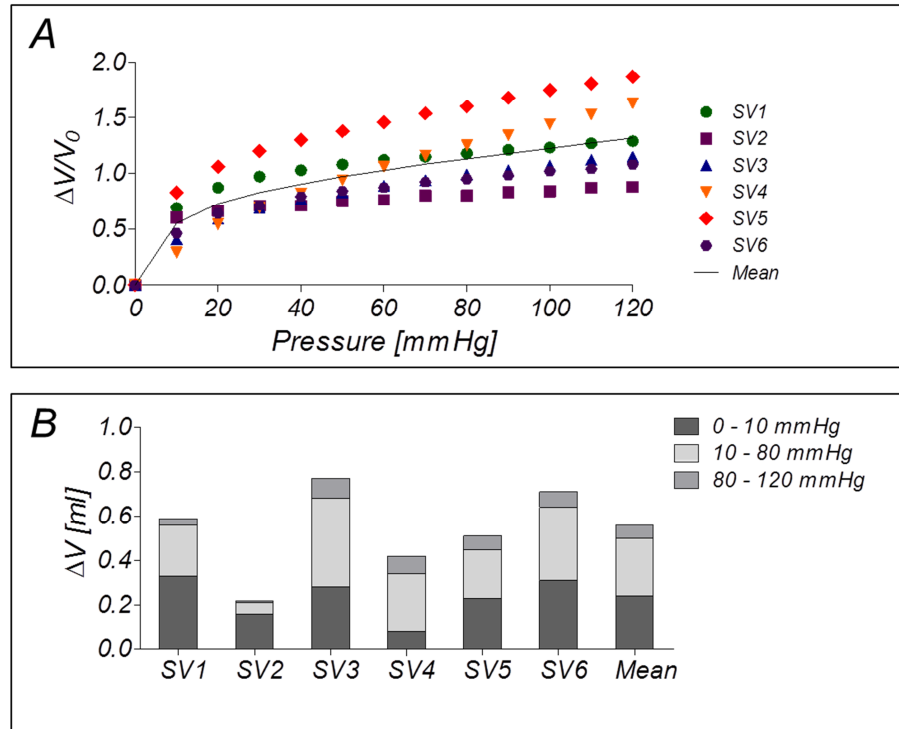 A
ΔV/V0
2.0
1.5
1.0
0.5
0.0
0 20 40 60 80 100 120
Pressure [mmHg]
SV1
SV2
SV3
SV4
SV5
SV6
Mean
B
ΔV [ml]
1.0
0.8
0.6
0.4
0.2
0.0
SV1 SV2 SV3 SV4 SV5 SV6 Mean
0 - 10 mmHg
10 - 80 mmHg
80 - 120 mmHg